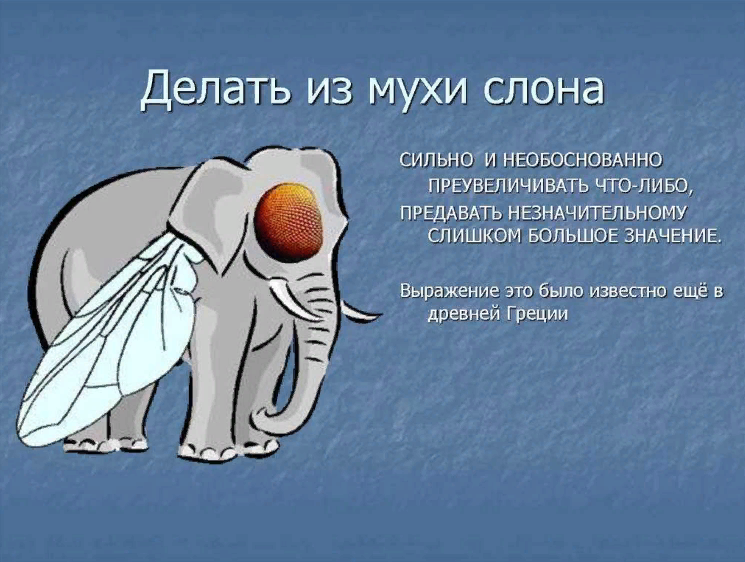 Делать из мухи слона
СИЛЬНО И НЕОБОСНОВАННО
ПРЕУВЕЛИЧИВАТЬ ЧТО-ЛИБО,
ПРЕДАВАТЬ НЕЗНАЧИТЕЛЬНОМУ
СЛИШКОМ БОЛЬШОЕ ЗНАЧЕНИЕ.
Выражение это было известно ещё в
древней Греции